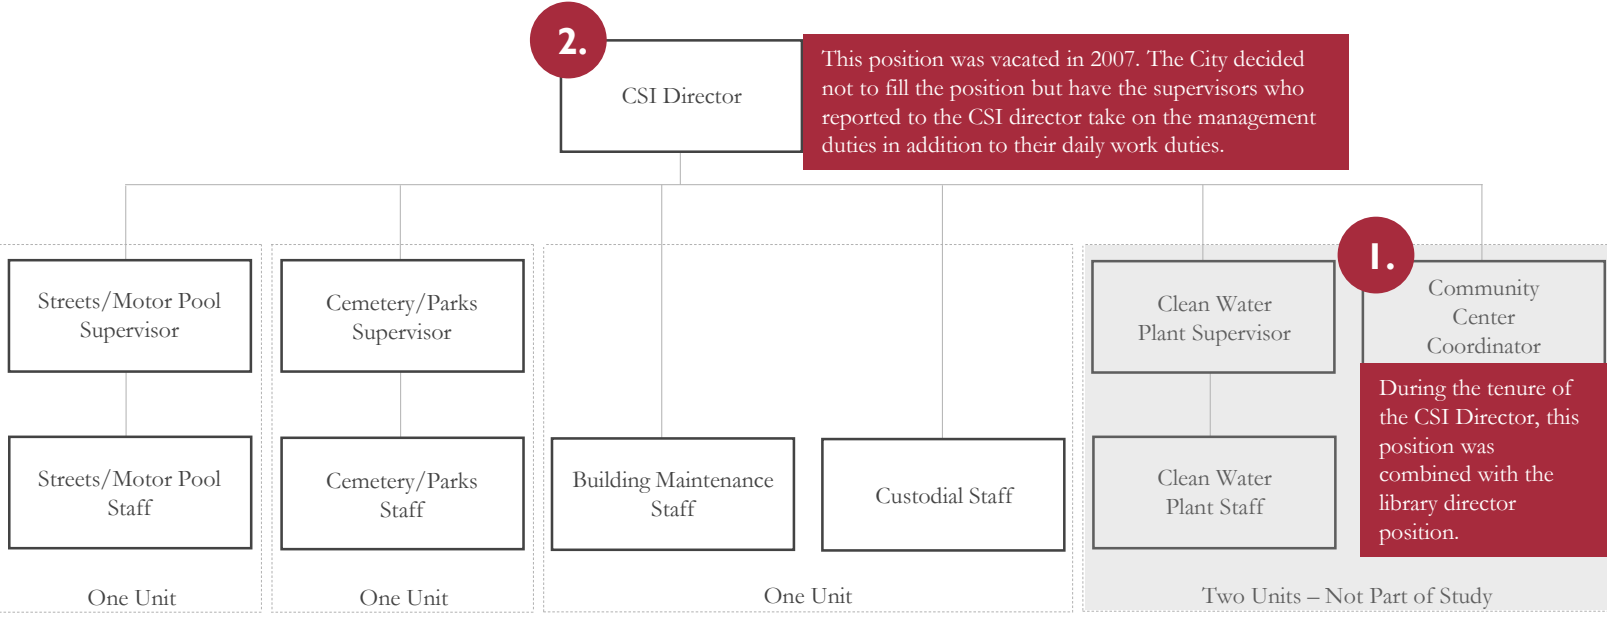 2.
CSI Director
This position was vacated in 2007. The City decided
not to fill the position but have the supervisors who
reported to the CSI director take on the management
duties in addition to their daily work duties.
Streets/Motor Pool
Supervisor
Cemetery/Parks
Supervisor
Clean Water
Plant Supervisor
1.
Community
Center
Coordinator
During the tenure of
the CSI Director, this
position was
combined with the
library director
position.
Streets/Motor Pool
Staff
Cemetery/Parks
Staff
Building Maintenance
Staff
Custodial Staff
Clean Water
Plant Staff
One Unit
One Unit
One Unit
Two Units – Not Part of Study